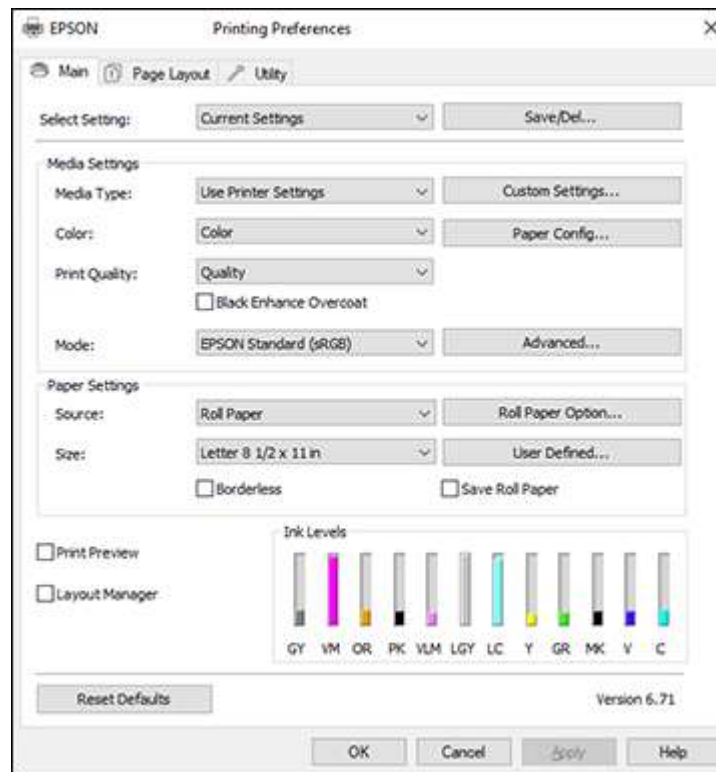 EPSON Printing Preferences
Main Page Layout Utility
Select Setting: Current Settings Save/Del...
Media Settings
Media Type: Use Printer Settings Custom Settings...
Color: Color Paper Config...
Print Quality: Quality
Black Enhance Overcoat
Mode: EPSON Standard (sRGB) Advanced...
Paper Settings
Source: Roll Paper Roll Paper Option...
Size: Letter 8 1/2 x 11 in User Defined...
Borderless Save Roll Paper
Print Preview
Layout Manager
Ink Levels
GY VM OR PK VLM LGY LC Y GR MK V C
Reset Defaults Version 6.71
OK Cancel Apply Help